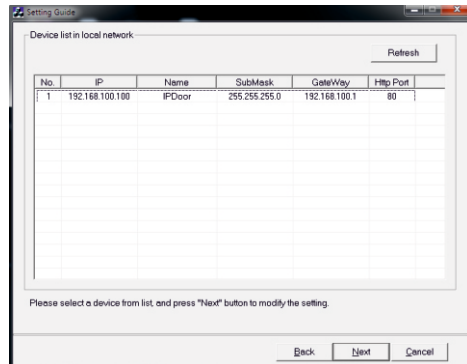 Setting Guide
Device list in local network
Refresh
No. IP Name SubMask GateWay Http Port
1 192.168.100.100 IPDoor 255.255.255.0 192.168.100.1 80
Please select a device from list, and press "Next" button to modify the setting.
Back Next Cancel